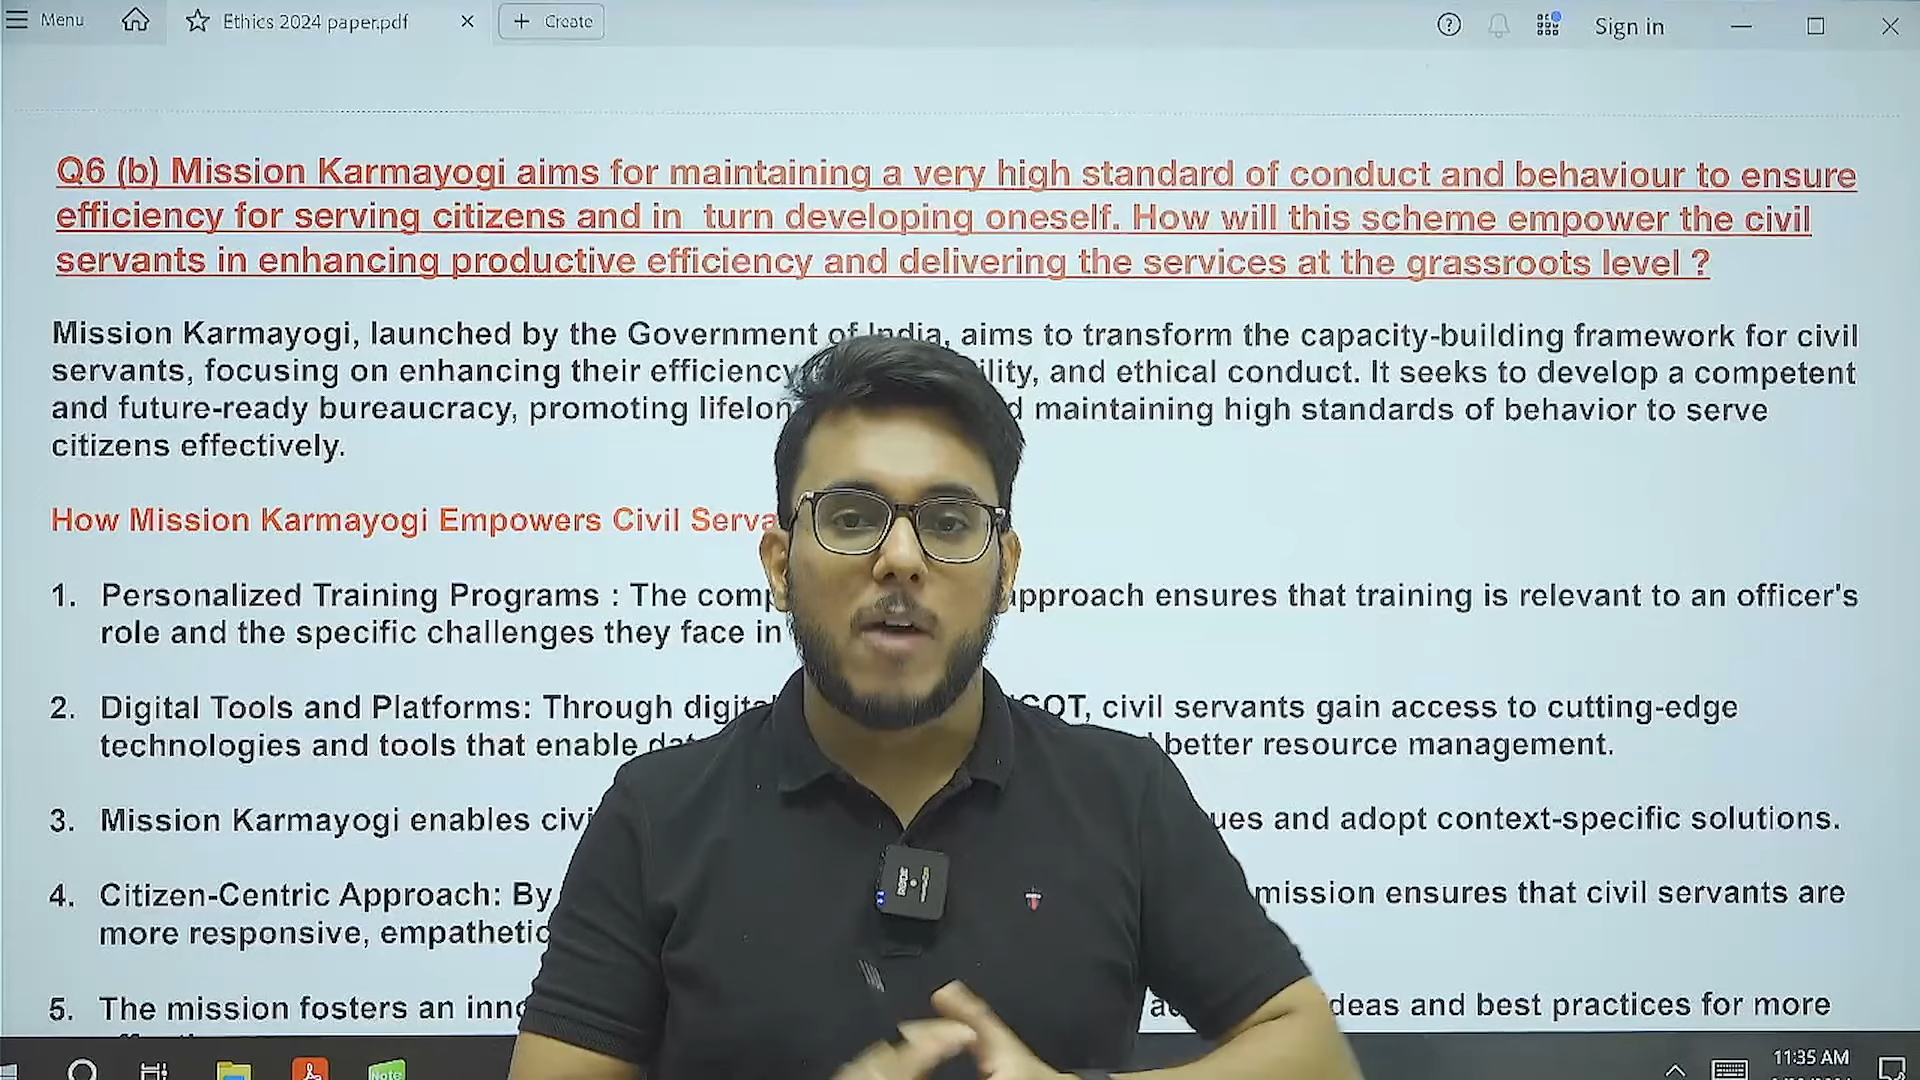 Menu
Ethics 2024 paper.pdf
+ Create
Sign in
Q6 (b) Mission Karmayogi aims for maintaining a very high standard of conduct and behaviour to ensure
efficiency for serving citizens and in turn developing oneself. How will this scheme empower the civil
servants in enhancing productive efficiency and delivering the services at the grassroots level ?
Mission Karmayogi, launched by the Government of India, aims to transform the capacity-building framework for civil
servants, focusing on enhancing their efficiency ility, and ethical conduct. It seeks to develop a competent
and future-ready bureaucracy, promoting lifelon d maintaining high standards of behavior to serve
citizens effectively.
How Mission Karmayogi Empowers Civil Serva
1. Personalized Training Programs : The comp approach ensures that training is relevant to an officer's
role and the specific challenges they face in
2. Digital Tools and Platforms: Through digita GOT, civil servants gain access to cutting-edge
technologies and tools that enable dat better resource management.
3. Mission Karmayogi enables civi ues and adopt context-specific solutions.
4. Citizen-Centric Approach: By mission ensures that civil servants are
more responsive, empathetic
5. The mission fosters an inno deas and best practices for more
Note
11:35 AM